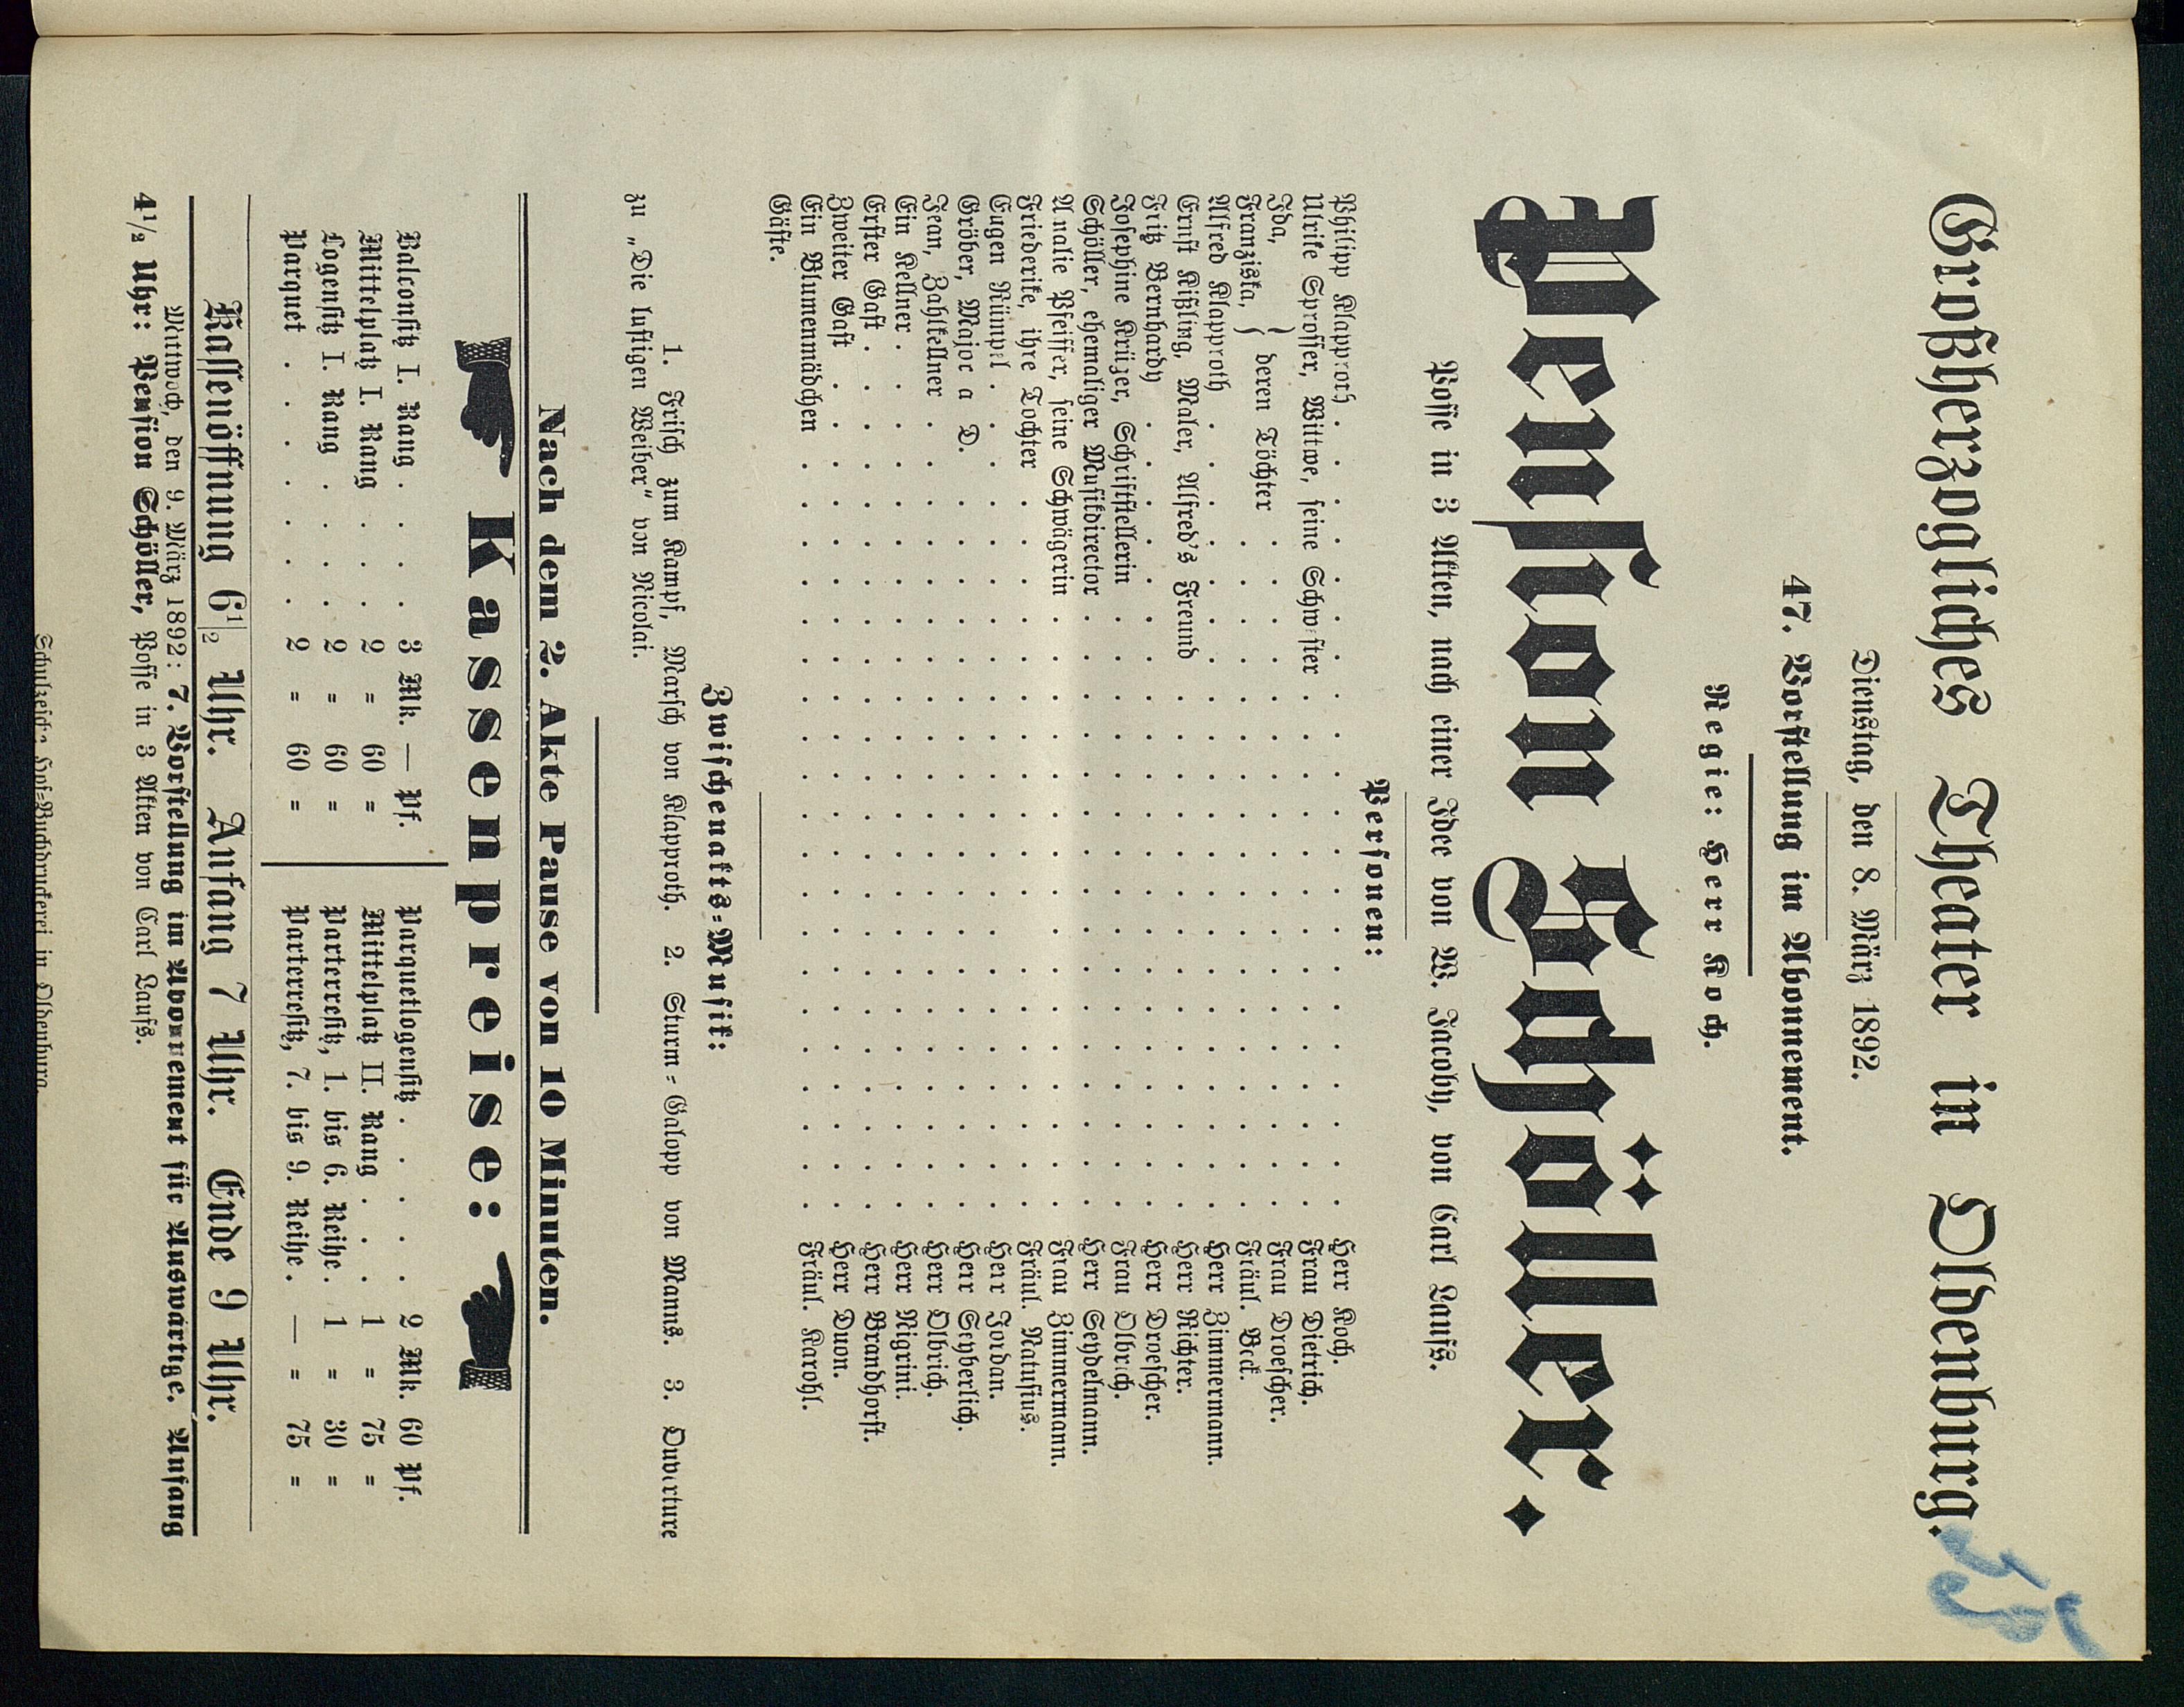 Großherzogliches Theater in Oldenburg.
Dienstag, den 8. März 1892.
47. Vorstellung im Abonnement.
Regie: Herr Koch.
Pension Schöller.
Posse in 3 Akten, nach einer Idee von W. Jacoby, von Carl Laufs.
Personen:
Philipp Klapproth . . . . Herr Koch.
Ulrike Sprosser, Wittwe, seine Schwester . . . . Frau Dietrich.
Ida, } deren Töchter . . . . Frau Droescher.
Franziska, } . . . . Fräul. Beck.
Alfred Klapproth . . . . Herr Zimmermann.
Ernst Kißling, Maler, Alfred's Freund . . . . Herr Richter.
Fritz Bernhardy . . . . Herr Droescher.
Josephine Krüger, Schriftstellerin . . . . Frau Olbrich.
Schöller, ehemaliger Musikdirector . . . . Herr Seydelmann.
Amalie Pfeiffer, seine Schwägerin . . . . Frau Zimmermann.
Friederike, ihre Tochter . . . . Fräul. Natusius.
Eugen Rümpel . . . . Herr Jordan.
Gröber, Major a D. . . . . Herr Seyberlich.
Jean, Zahlkellner . . . . Herr Olbrich.
Ein Kellner . . . . Herr Nigrini.
Erster Gast . . . . Herr Brandhorst.
Zweiter Gast . . . . Herr Duon.
Ein Blumenmädchen . . . . Fräul. Karohl.
Gäste.
Zwischenakts=Musik:
1. Frisch zum Kampf, Marsch von Klapproth. 2. Sturm=Galopp von Manns. 3. Ouverture
zu „Die lustigen Weiber" von Nicolai.
Nach dem 2. Akte Pause von 10 Minuten.
Kassenpreise:
Balconsitz I. Rang . . . . 3 Mk. — Pf.
Mittelplatz I. Rang . . . 2 = 60 =
Logensitz I. Rang . . . . 2 = 60 =
Parquet . . . . . 2 = 60 =
Parquetlogensitz . . . . . 2 Mk. 60 Pf.
Mittelplatz II. Rang . . . 1 = 75 =
Parterresitz, 1. bis 6. Reihe . 1 = 30 =
Parterresitz, 7. bis 9. Reihe . — = 75 =
Kassenöffnung 6½ Uhr. Anfang 7 Uhr. Ende 9 Uhr.
Mittwoch, den 9. März 1892: 7. Vorstellung im Abonnement für Auswärtige. Anfang
4½ Uhr: Pension Schöller, Posse in 3 Akten von Carl Laufs.
Schulzesche Hof=Buchdruckerei in Oldenburg.